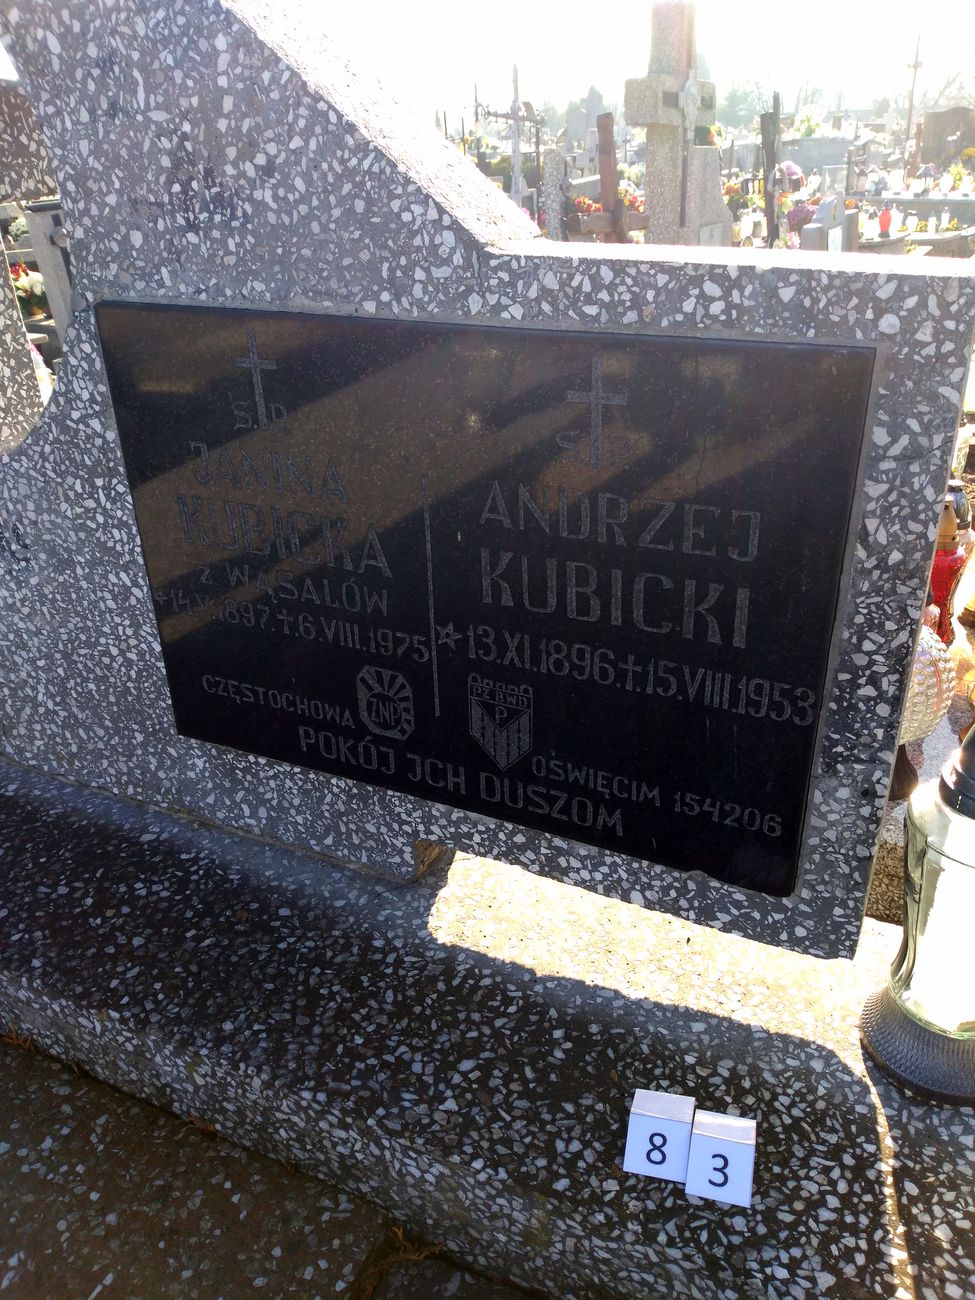 Ś.P
JANINA
KUBICKA
Z WĄSALÓW
*14.V.1897.†.6.VIII.1975
CZĘSTOCHOWA
ZNP
Ś.P
ANDRZEJ
KUBICKI
*13.XI.1896.†.15.VIII.1953
PZBWP
P
OŚWIĘCIM 154206
POKÓJ JCH DUSZOM
8 3